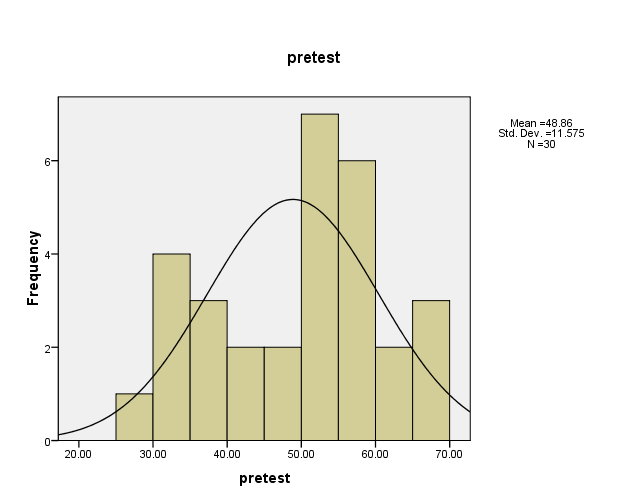 pretest
Mean =48.86
Std. Dev. =11.575
N =30
Frequency
6
4
2
0
20.00 30.00 40.00 50.00 60.00 70.00
pretest